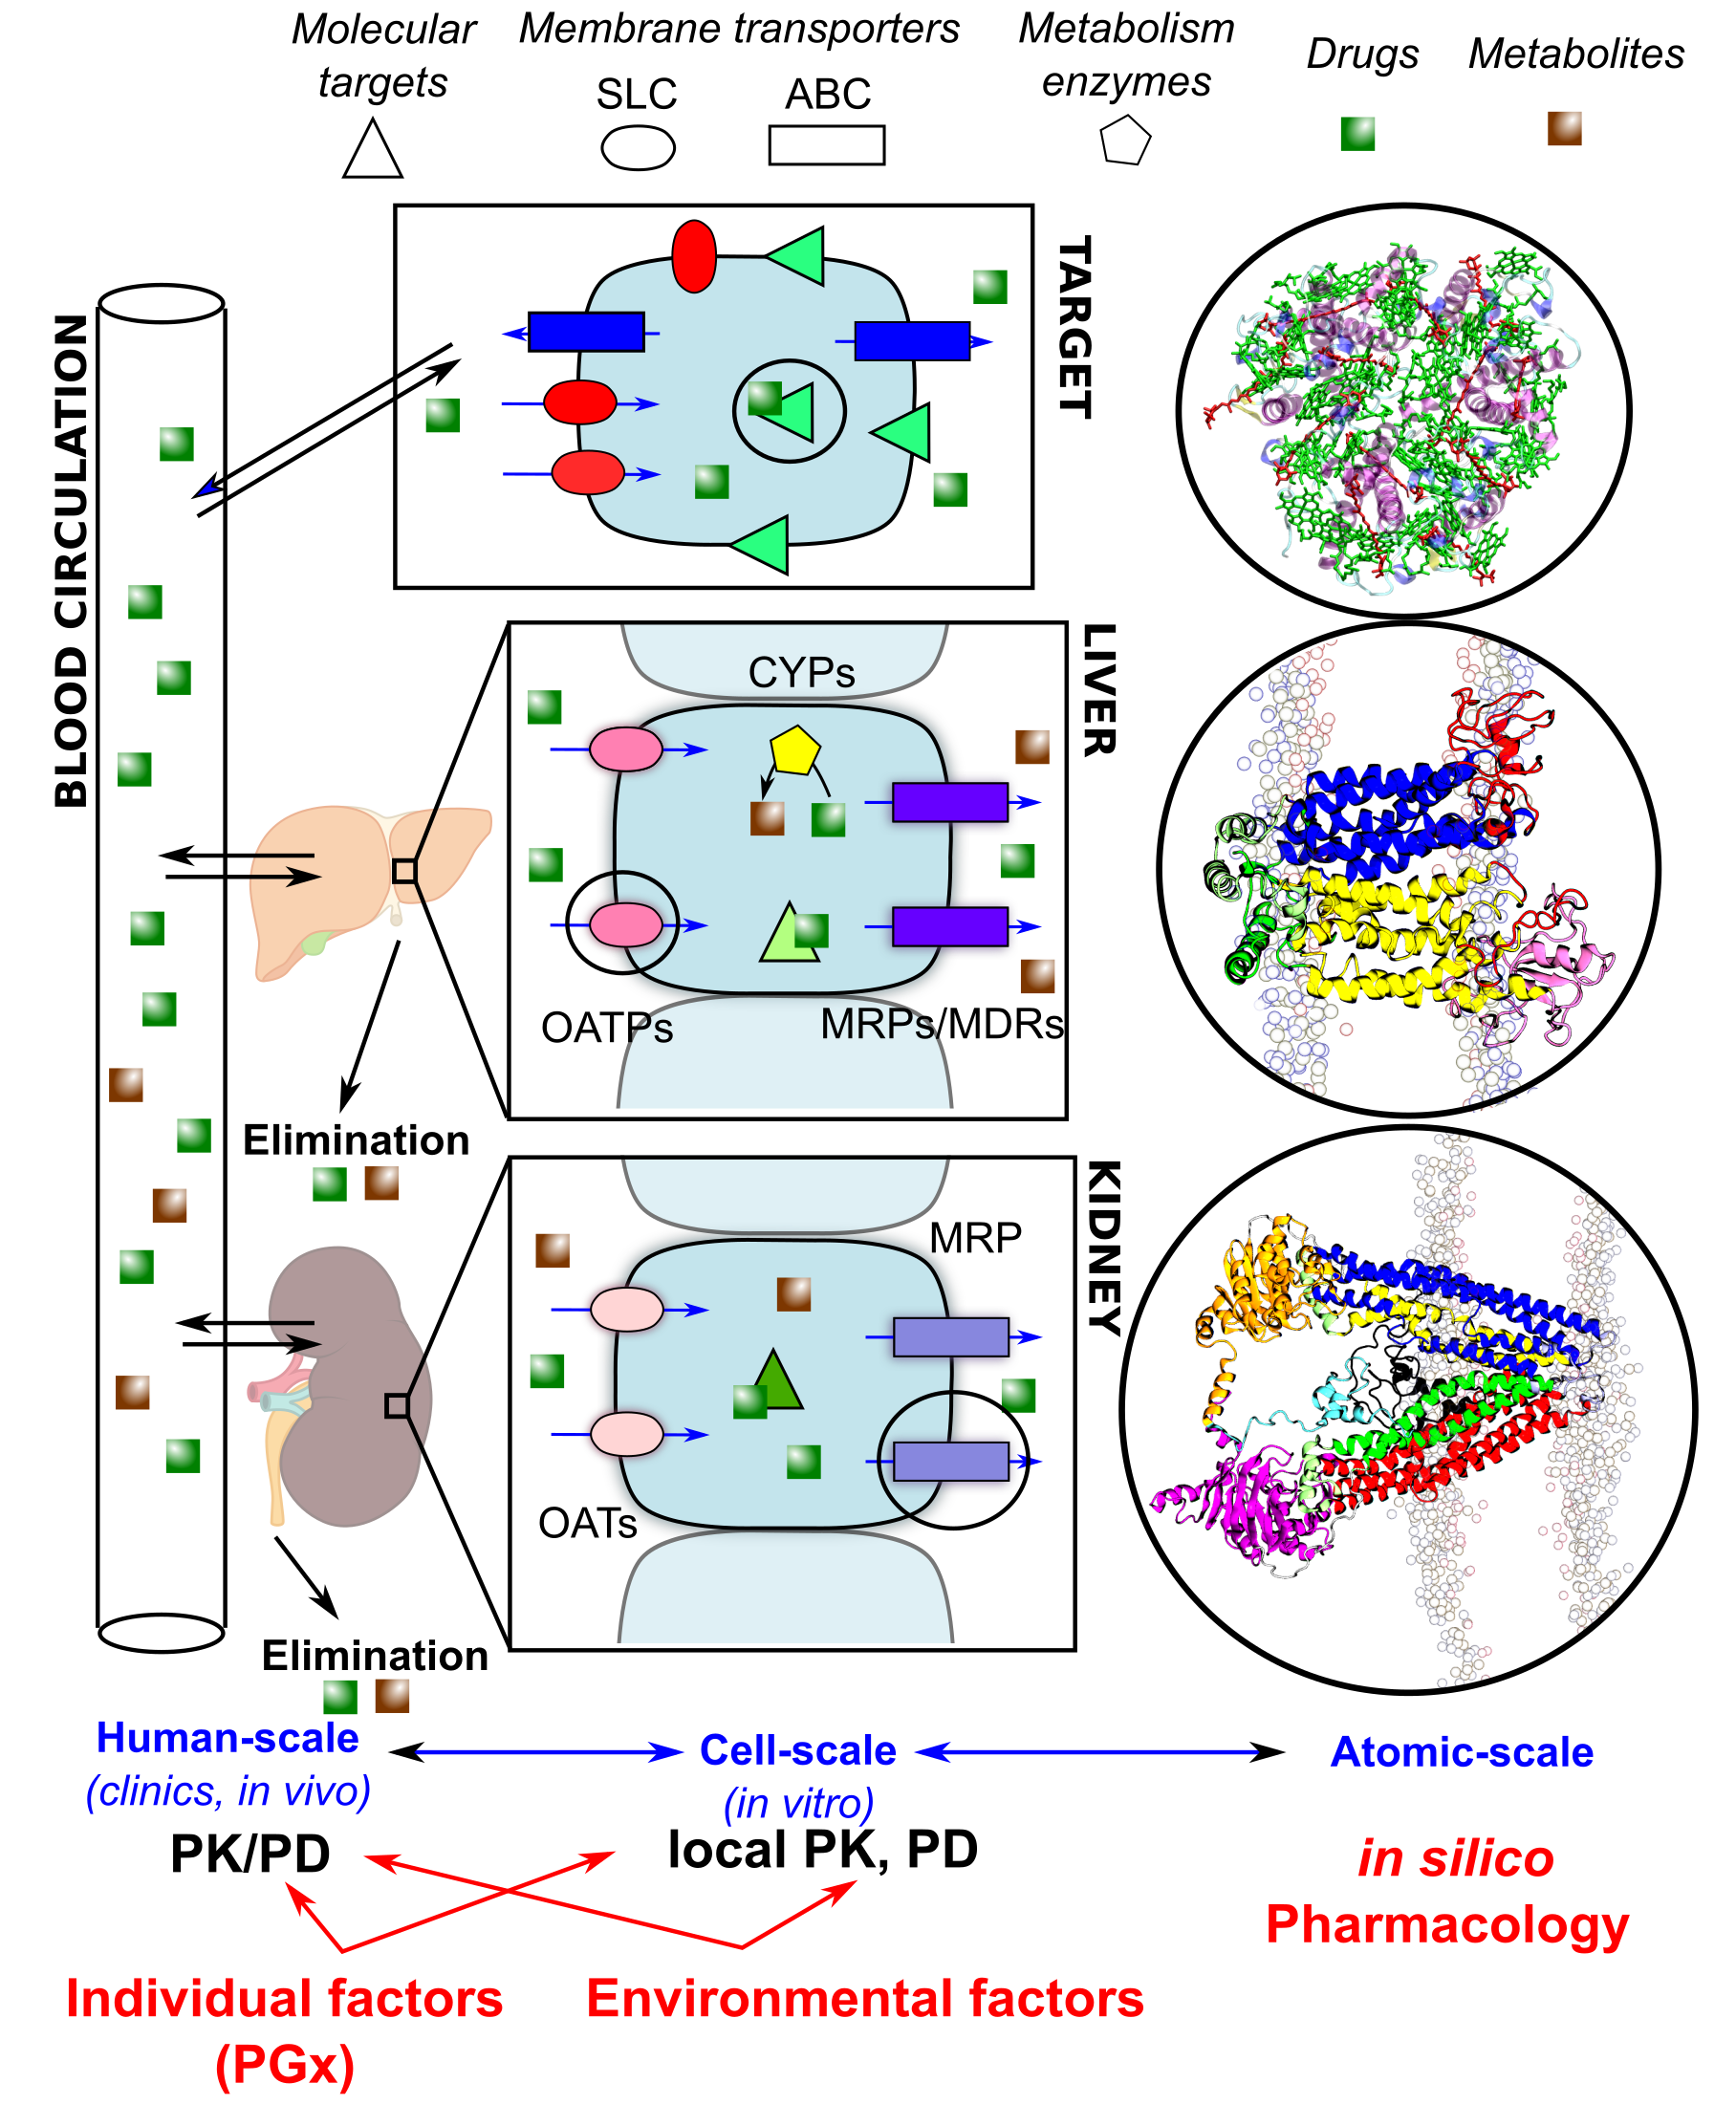 Molecular
targets
Membrane transporters
SLC
ABC
Metabolism
enzymes
Drugs
Metabolites
BLOOD CIRCULATION
TARGET
LIVER
CYPs
OATPs
MRPs/MDRs
Elimination
KIDNEY
MRP
OATs
Elimination
Human-scale
(clinics, in vivo)
Cell-scale
(in vitro)
Atomic-scale
PK/PD
local PK, PD
in silico
Pharmacology
Individual factors
(PGx)
Environmental factors